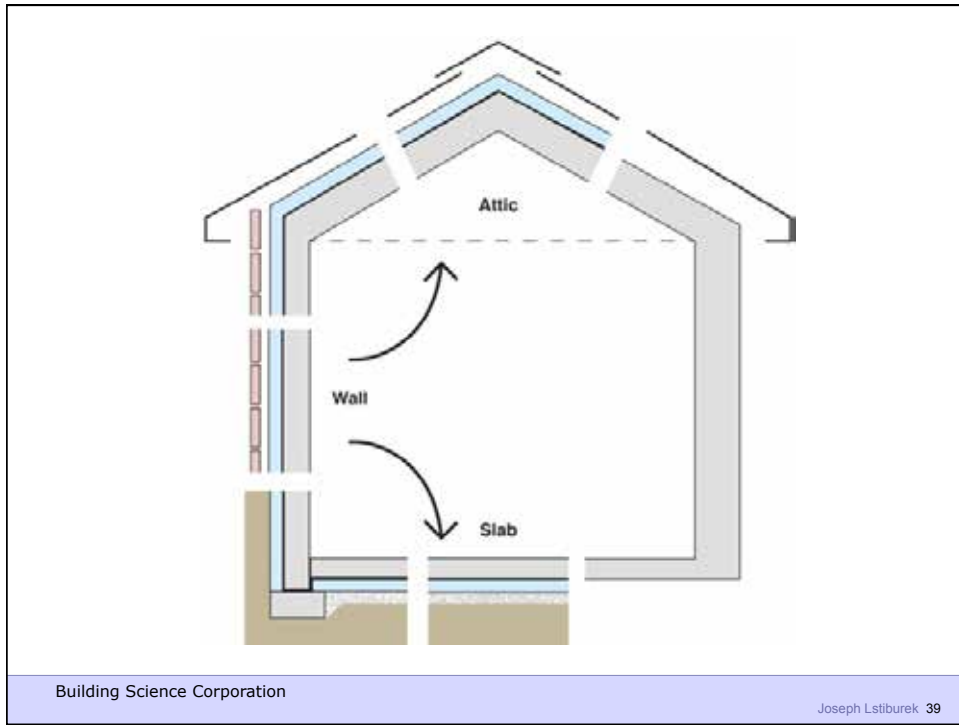 Attic
Wall
Slab
Building Science Corporation
Joseph Lstiburek 39